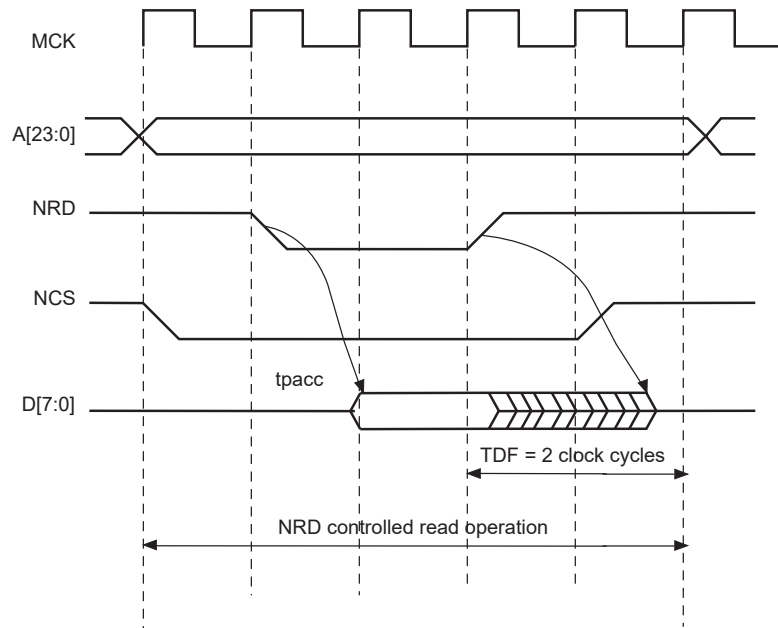 MCK
A[23:0]
NRD
NCS
tpacc
D[7:0]
TDF = 2 clock cycles
NRD controlled read operation